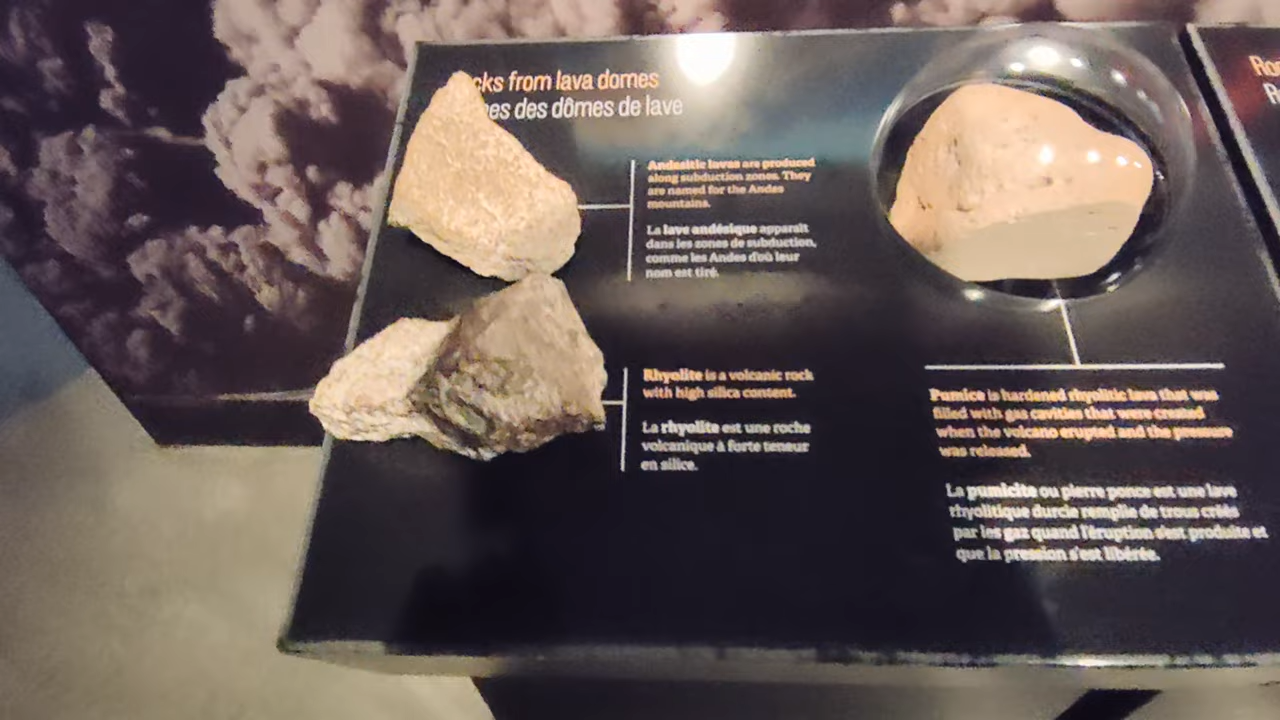 cks from lava domes
es des dômes de lave
Andesitic lavas are produced
along subduction zones. They
are named for the Andes
mountains.
La lave andésique apparaît
dans les zones de subduction,
comme les Andes d'où leur
nom est tiré.
Rhyolite is a volcanic rock
with high silica content.
La rhyolite est une roche
volcanique à forte teneur
en silice.
Pumice is hardened rhyolitic lava that was
filled with gas cavities that were created
when the volcano erupted and the pressure
was released.
La pumicite ou pierre ponce est une lave
rhyolitique durcie remplie de trous créés
par les gaz quand l'éruption s'est produite et
que la pression s'est libérée.
Ro
R